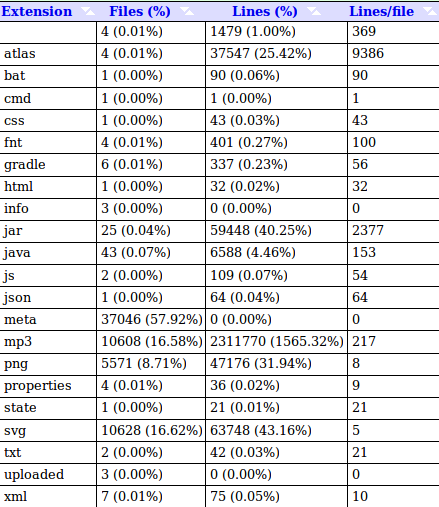 Extension Files (%) Lines (%) Lines/file
4 (0.01%) 1479 (1.00%) 369
atlas 4 (0.01%) 37547 (25.42%) 9386
bat 1 (0.00%) 90 (0.06%) 90
cmd 1 (0.00%) 1 (0.00%) 1
css 1 (0.00%) 43 (0.03%) 43
fnt 4 (0.01%) 401 (0.27%) 100
gradle 6 (0.01%) 337 (0.23%) 56
html 1 (0.00%) 32 (0.02%) 32
info 3 (0.00%) 0 (0.00%) 0
jar 25 (0.04%) 59448 (40.25%) 2377
java 43 (0.07%) 6588 (4.46%) 153
js 2 (0.00%) 109 (0.07%) 54
json 1 (0.00%) 64 (0.04%) 64
meta 37046 (57.92%) 0 (0.00%) 0
mp3 10608 (16.58%) 2311770 (1565.32%) 217
png 5571 (8.71%) 47176 (31.94%) 8
properties 4 (0.01%) 36 (0.02%) 9
state 1 (0.00%) 21 (0.01%) 21
svg 10628 (16.62%) 63748 (43.16%) 5
txt 2 (0.00%) 42 (0.03%) 21
uploaded 3 (0.00%) 0 (0.00%) 0
xml 7 (0.01%) 75 (0.05%) 10